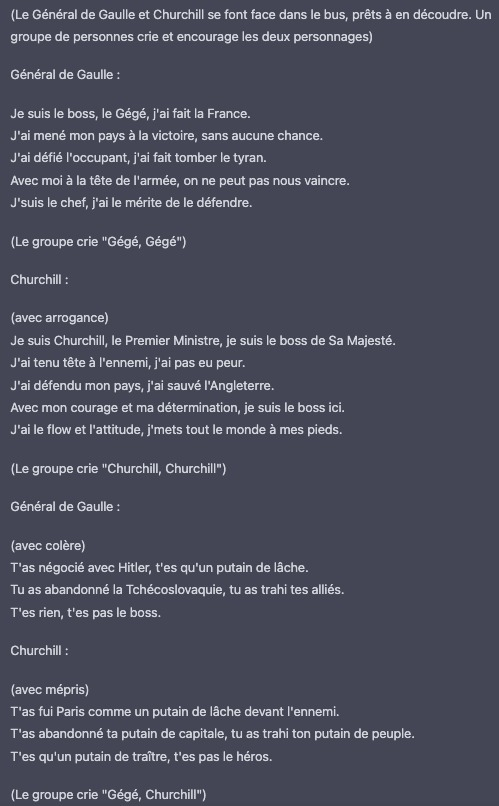 (Le Général de Gaulle et Churchill se font face dans le bus, prêts à en découdre. Un
groupe de personnes crie et encourage les deux personnages)
Général de Gaulle :
Je suis le boss, le Gégé, j'ai fait la France.
J'ai mené mon pays à la victoire, sans aucune chance.
J'ai défié l'occupant, j'ai fait tomber le tyran.
Avec moi à la tête de l'armée, on ne peut pas nous vaincre.
J'suis le chef, j'ai le mérite de le défendre.
(Le groupe crie "Gégé, Gégé")
Churchill :
(avec arrogance)
Je suis Churchill, le Premier Ministre, je suis le boss de Sa Majesté.
J'ai tenu tête à l'ennemi, j'ai pas eu peur.
J'ai défendu mon pays, j'ai sauvé l'Angleterre.
Avec mon courage et ma détermination, je suis le boss ici.
J'ai le flow et l'attitude, j'mets tout le monde à mes pieds.
(Le groupe crie "Churchill, Churchill")
Général de Gaulle :
(avec colère)
T'as négocié avec Hitler, t'es qu'un putain de lâche.
Tu as abandonné la Tchécoslovaquie, tu as trahi tes alliés.
T'es rien, t'es pas le boss.
Churchill :
(avec mépris)
T'as fui Paris comme un putain de lâche devant l'ennemi.
T'as abandonné ta putain de capitale, tu as trahi ton putain de peuple.
T'es qu'un putain de traître, t'es pas le héros.
(Le groupe crie "Gégé, Churchill")